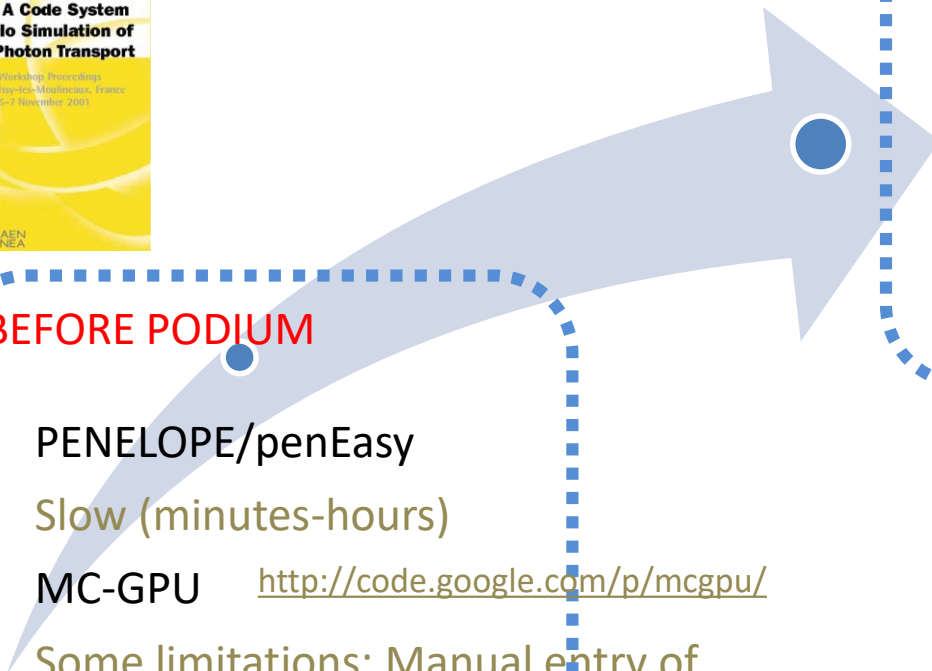 A Code System
lo Simulation of
Photon Transport
Workshop Proceedings
Issy-les-Moulineaux, France
5-7 November 2001
AEN
NEA
BEFORE PODIUM
PENELOPE/penEasy
Slow (minutes-hours)
MC-GPU http://code.google.com/p/mcgpu/
Some limitations: Manual entry of